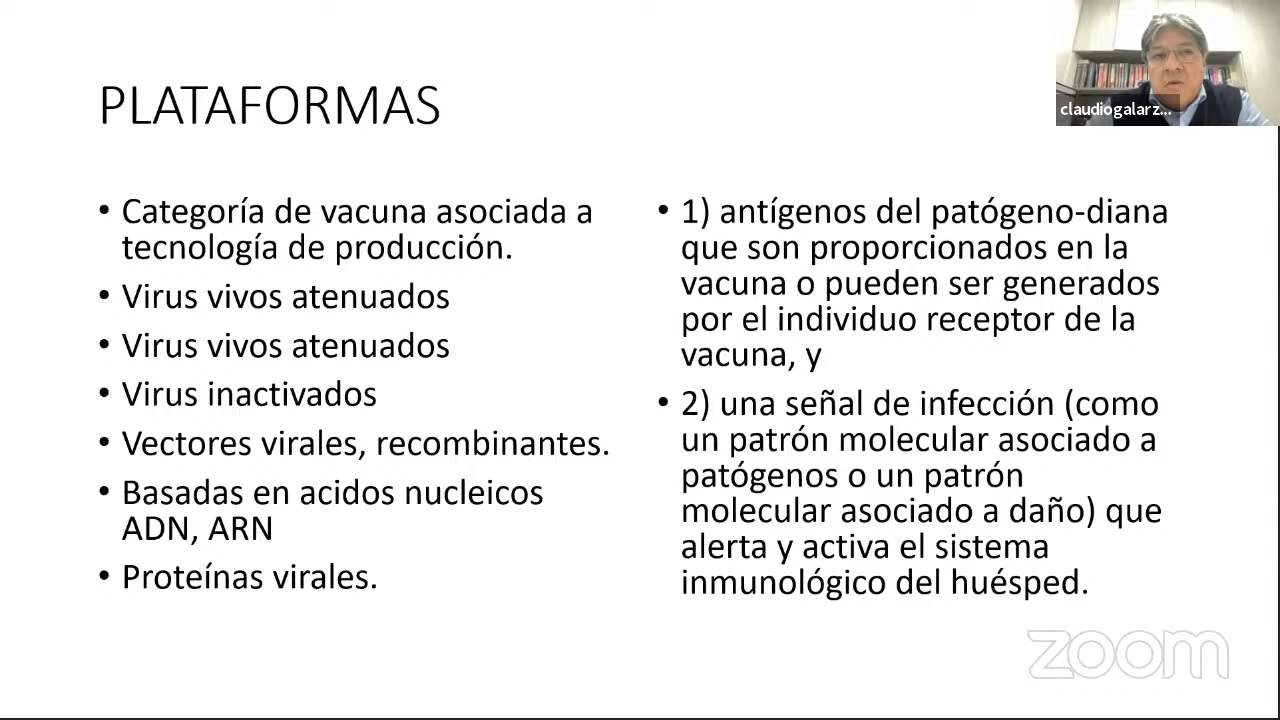 PLATAFORMAS
• Categoría de vacuna asociada a
tecnología de producción.
• Virus vivos atenuados
• Virus vivos atenuados
• Virus inactivados
• Vectores virales, recombinantes.
• Basadas en acidos nucleicos
ADN, ARN
• Proteínas virales.
• 1) antígenos del patógeno-diana
que son proporcionados en la
vacuna o pueden ser generados
por el individuo receptor de la
vacuna, y
• 2) una señal de infección (como
un patrón molecular asociado a
patógenos o un patrón
molecular asociado a daño) que
alerta y activa el sistema
inmunológico del huésped.
claudiogalarz...
zoom